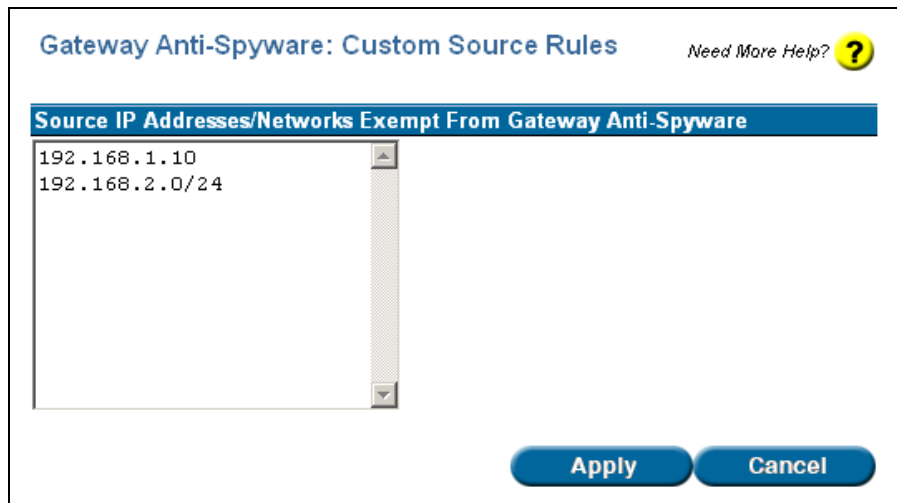 Gateway Anti-Spyware: Custom Source Rules
Need More Help? ?
Source IP Addresses/Networks Exempt From Gateway Anti-Spyware
192.168.1.10
192.168.2.0/24
Apply Cancel